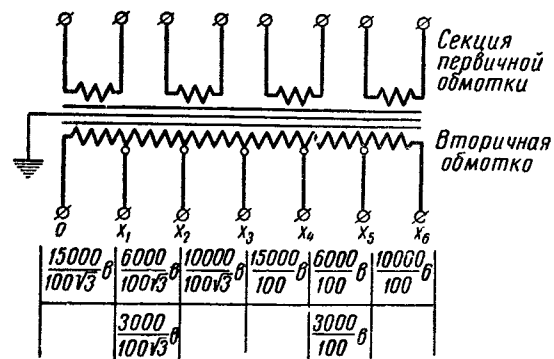 Секция
первичной
обмотки
Вторичная
обмотко
0 X₁ X₂ X₃ X₄ X₅ X₆
15000/100√3 в 6000/100√3 в 10000/100√3 в 15000/100 в 6000/100 в 10000/100 в
3000/100√3 в 3000/100 в